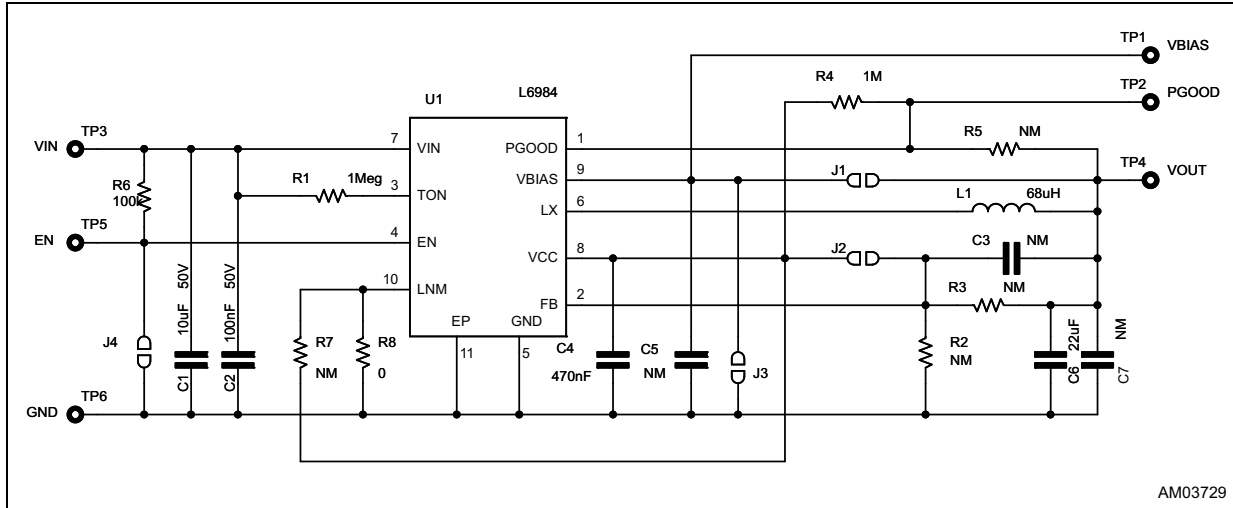 TP1
VBIAS
R4 1M
TP2
PGOOD
U1 L6984
TP3
VIN
7 VIN
PGOOD 1
R5 NM
R6
100k
R1 1Meg
3 TON
VBIAS 9
J1
TP4
VOUT
LX 6
L1 68uH
TP5
EN
4 EN
C3 NM
VCC 8
J2
10 LNM
FB 2
R3 NM
EP GND
11 5
J4
C1 10uF 50V
C2 100nF 50V
R7
NM
R8
0
C4
470nF
C5
NM
J3
R2
NM
C6 22uF
C7 NM
TP6
GND
AM03729